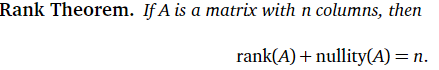 Rank Theorem. If A is a matrix with n columns, then
rank(A) + nullity(A) = n.